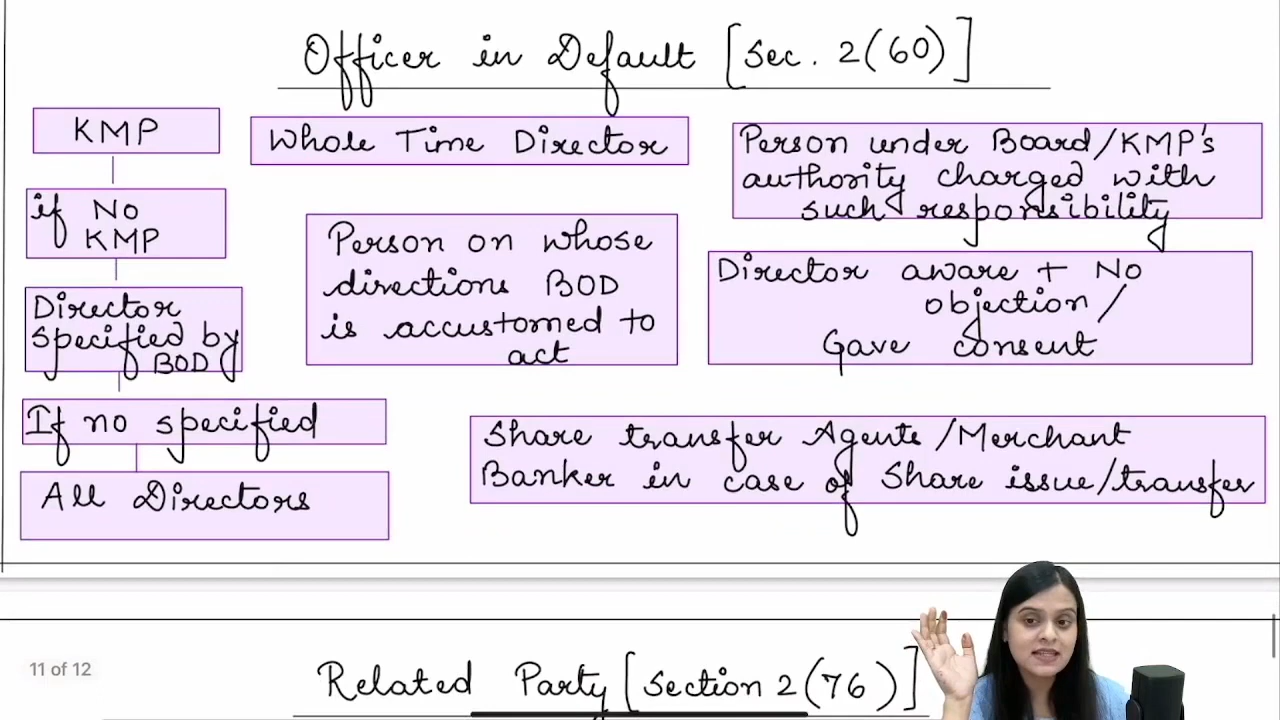 Officer in Default [Sec. 2(60)]
KMP
if No
KMP
Director
specified by
BOD
If no specified
All Directors
Whole Time Director
Person on whose
directions BOD
is accustomed to
act
Person under Board/KMP's
authority charged with
such responsibility
Director aware + No
objection/
Gave consent
Share transfer Agents/Merchant
Banker in case of Share issue/transfer
11 of 12
Related Party [Section 2(76)]